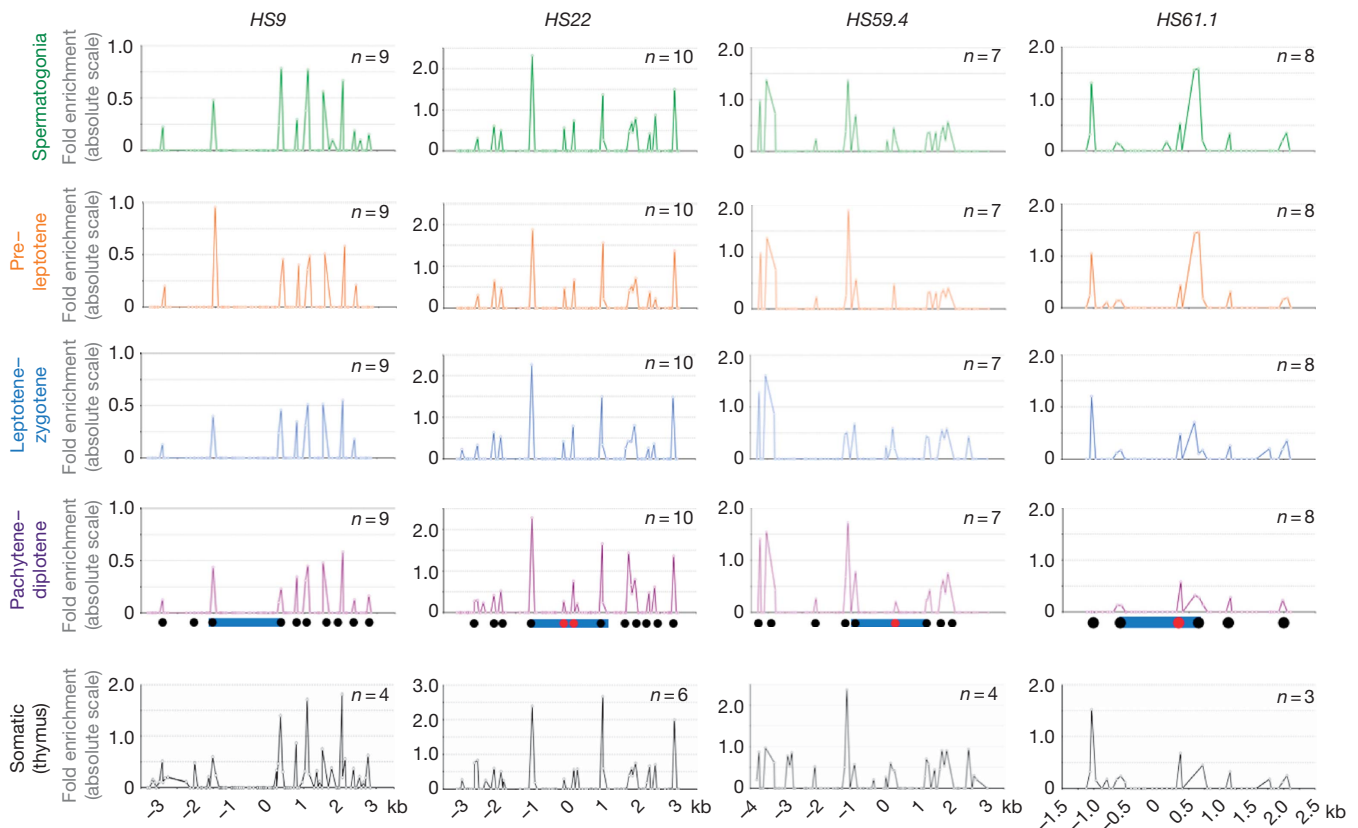 HS9 HS22 HS59.4 HS61.1
Spermatogonia
Fold enrichment
(absolute scale)
1.0
0.5
0
n=9
2.0
1.0
0
n=10
2.0
1.0
0
n=7
2.0
1.0
0
n=8
Pre–
leptotene
Fold enrichment
(absolute scale)
1.0
0.5
0
n=9
2.0
1.0
0
n=10
2.0
1.0
0
n=7
2.0
1.0
0
n=8
Leptotene–
zygotene
Fold enrichment
(absolute scale)
1.0
0.5
0
n=9
2.0
1.0
0
n=10
2.0
1.0
0
n=7
2.0
1.0
0
n=8
Pachytene–
diplotene
Fold enrichment
(absolute scale)
1.0
0.5
0
n=9
2.0
1.0
0
n=10
2.0
1.0
0
n=7
2.0
1.0
0
n=8
Somatic
(thymus)
Fold enrichment
(absolute scale)
2.0
1.0
0
n=4
3.0
2.0
1.0
0
n=6
2.0
1.0
0
n=4
2.0
1.0
0
n=3
–3 –2 –1 0 1 2 3 kb
–3 –2 –1 0 1 2 3 kb
–4 –3 –2 –1 0 1 2 3 kb
–1.5 –1.0 –0.5 0 0.5 1.0 1.5 2.0 2.5 kb